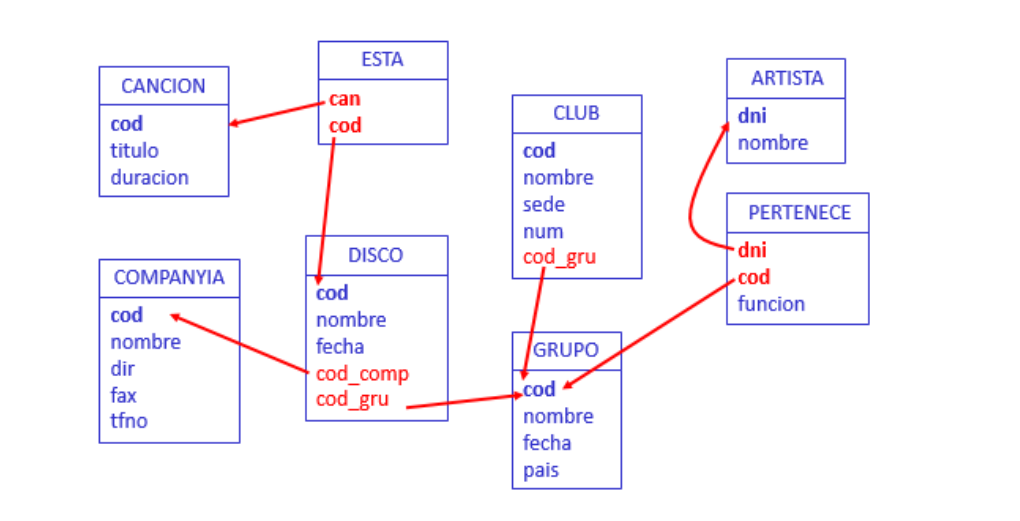 CANCION
cod
titulo
duracion
ESTA
can
cod
CLUB
cod
nombre
sede
num
cod_gru
ARTISTA
dni
nombre
PERTENECE
dni
cod
funcion
COMPANYIA
cod
nombre
dir
fax
tfno
DISCO
cod
nombre
fecha
cod_comp
cod_gru
GRUPO
cod
nombre
fecha
pais